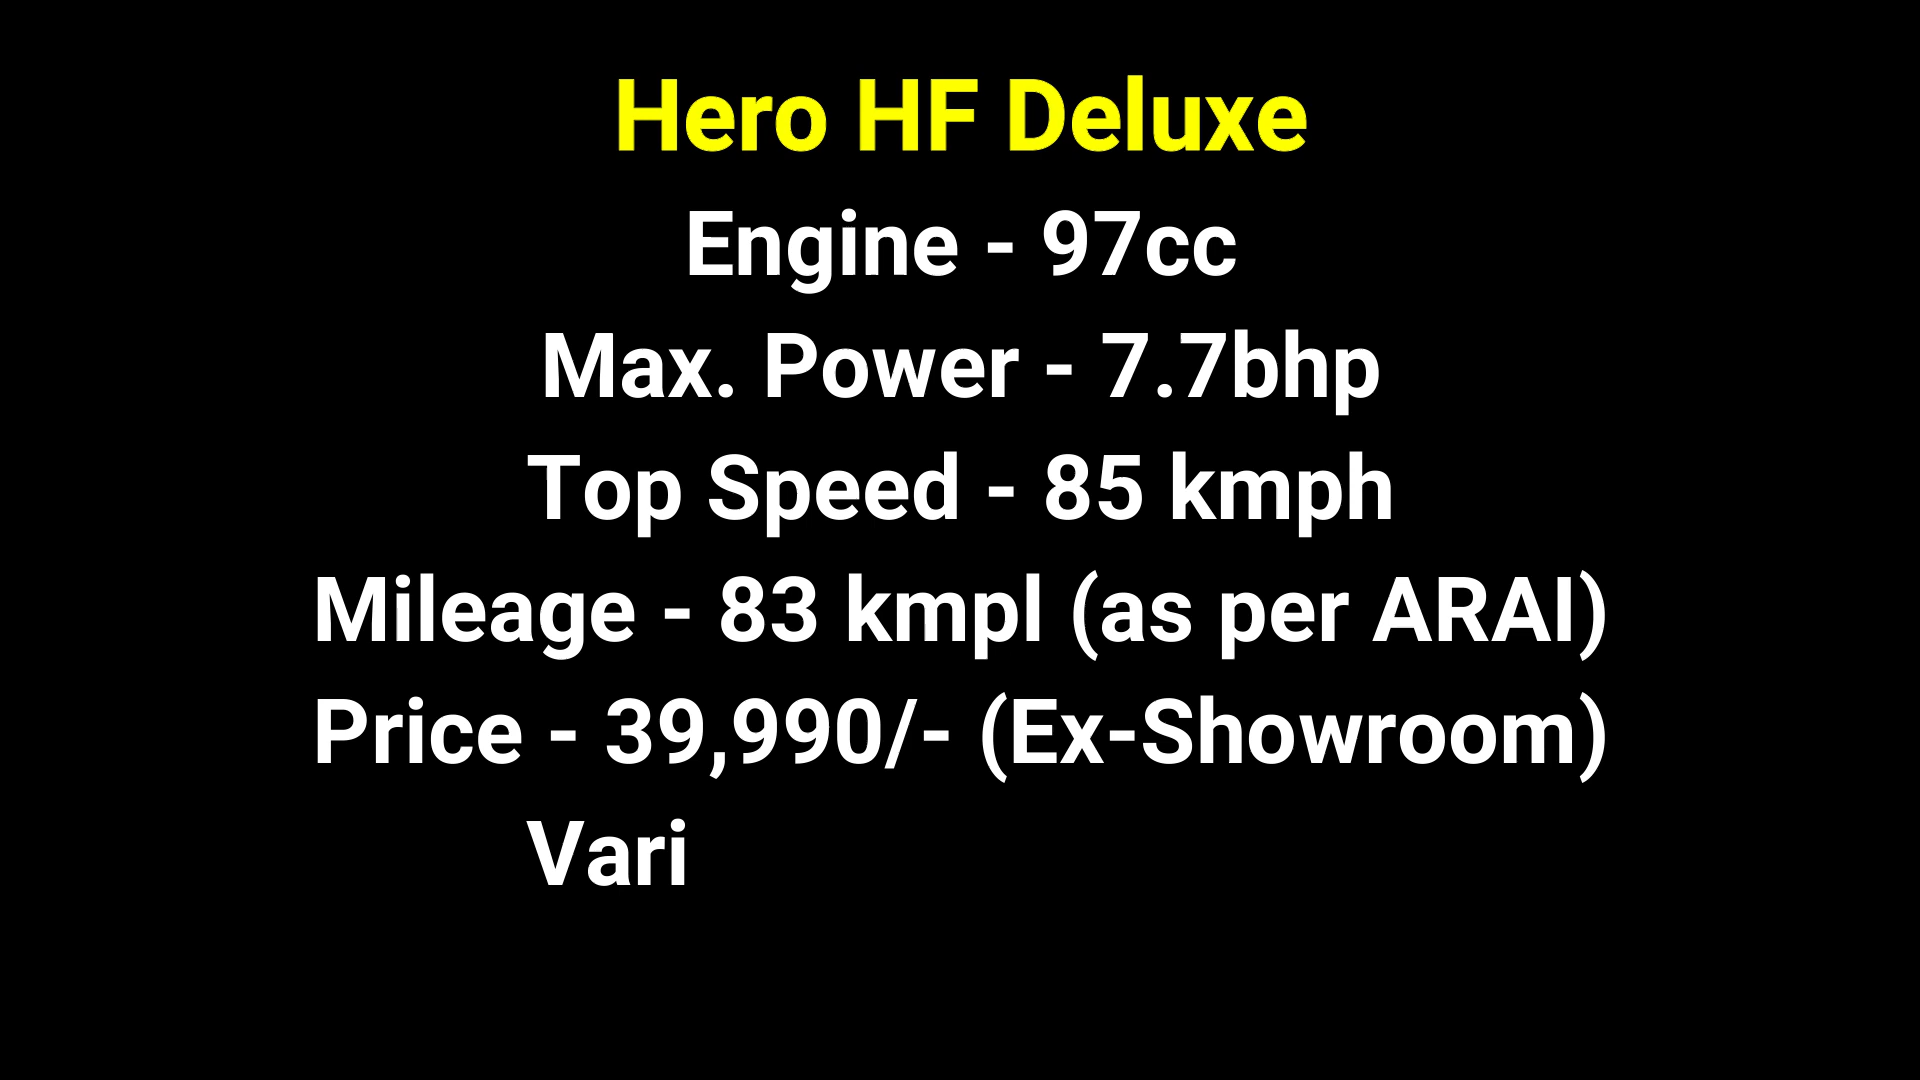 Hero HF Deluxe
Engine - 97cc
Max. Power - 7.7bhp
Top Speed - 85 kmph
Mileage - 83 kmpl (as per ARAI)
Price - 39,990/- (Ex-Showroom)
Vari